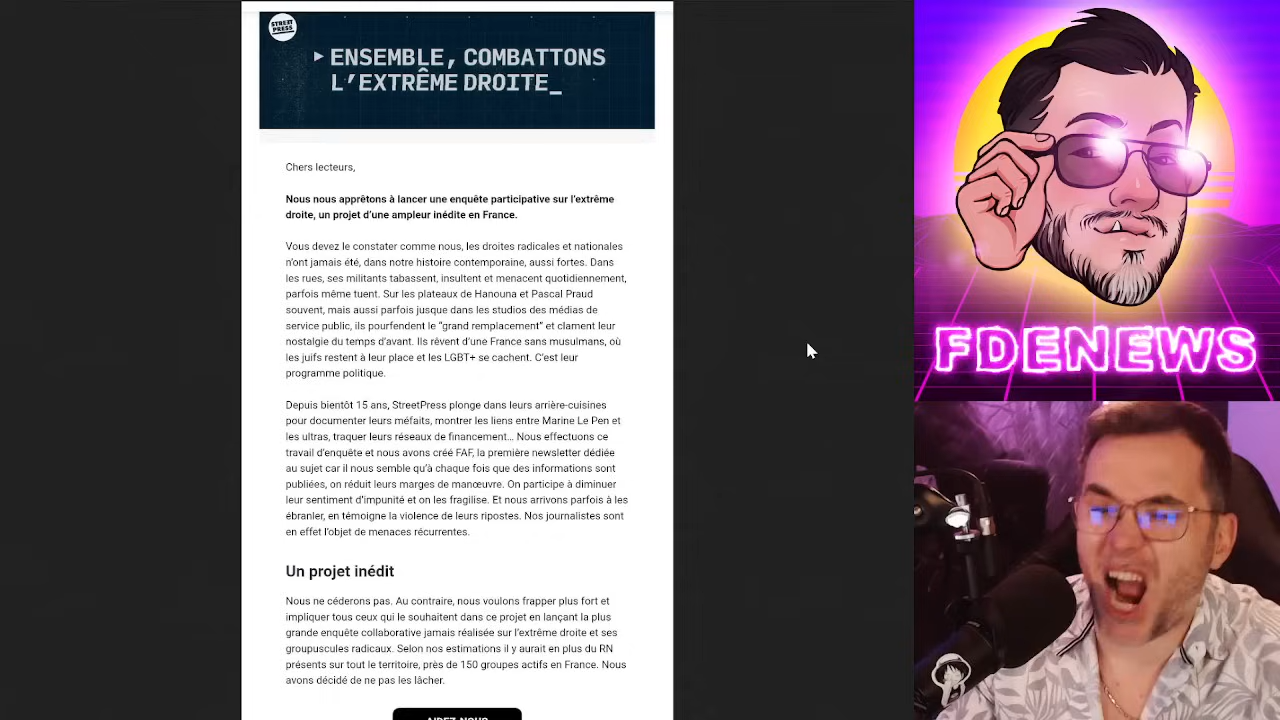 STREET
PRESS
ENSEMBLE, COMBATTONS
L'EXTRÊME DROITE_
Chers lecteurs,
Nous nous apprêtons à lancer une enquête participative sur l'extrême
droite, un projet d'une ampleur inédite en France.
Vous devez le constater comme nous, les droites radicales et nationales
n'ont jamais été, dans notre histoire contemporaine, aussi fortes. Dans
les rues, ses militants tabassent, insultent et menacent quotidiennement,
parfois même tuent. Sur les plateaux de Hanouna et Pascal Praud
souvent, mais aussi parfois jusque dans les studios des médias de
service public, ils pourfendent le "grand remplacement" et clament leur
nostalgie du temps d'avant. Ils rêvent d'une France sans musulmans, où
les juifs restent à leur place et les LGBT+ se cachent. C'est leur
programme politique.
Depuis bientôt 15 ans, StreetPress plonge dans leurs arrière-cuisines
pour documenter leurs méfaits, montrer les liens entre Marine Le Pen et
les ultras, traquer leurs réseaux de financement... Nous effectuons ce
travail d'enquête et nous avons créé FAF, la première newsletter dédiée
au sujet car il nous semble qu'à chaque fois que des informations sont
publiées, on réduit leurs marges de manœuvre. On participe à diminuer
leur sentiment d'impunité et on les fragilise. Et nous arrivons parfois à les
ébranler, en témoigne la violence de leurs ripostes. Nos journalistes sont
en effet l'objet de menaces récurrentes.
Un projet inédit
Nous ne céderons pas. Au contraire, nous voulons frapper plus fort et
impliquer tous ceux qui le souhaitent dans ce projet en lançant la plus
grande enquête collaborative jamais réalisée sur l'extrême droite et ses
groupuscules radicaux. Selon nos estimations il y aurait en plus du RN
présents sur tout le territoire, près de 150 groupes actifs en France. Nous
avons décidé de ne pas les lâcher.
AIDEZ-NOUS
FDENEWS